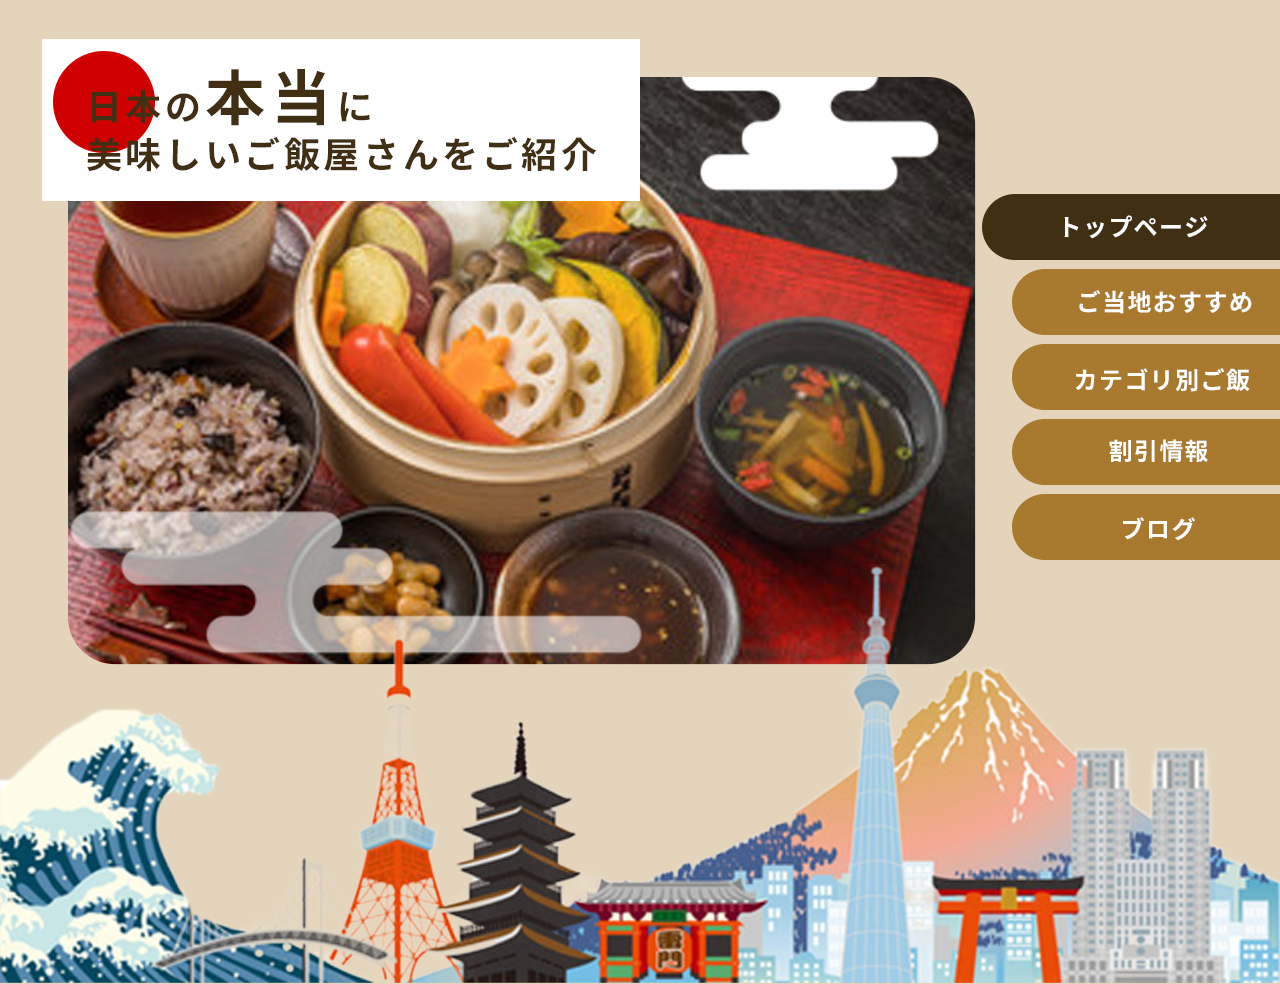 日本の本当に
美味しいご飯屋さんをご紹介
トップページ
ご当地おすすめ
カテゴリ別ご飯
割引情報
ブログ
雷門